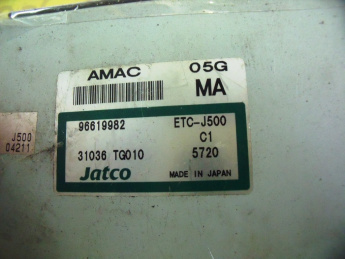 AMAC 05G
MA
96619982 ETC-J500
C1
31036 TG010 5720
Jatco MADE IN JAPAN
J500
04211